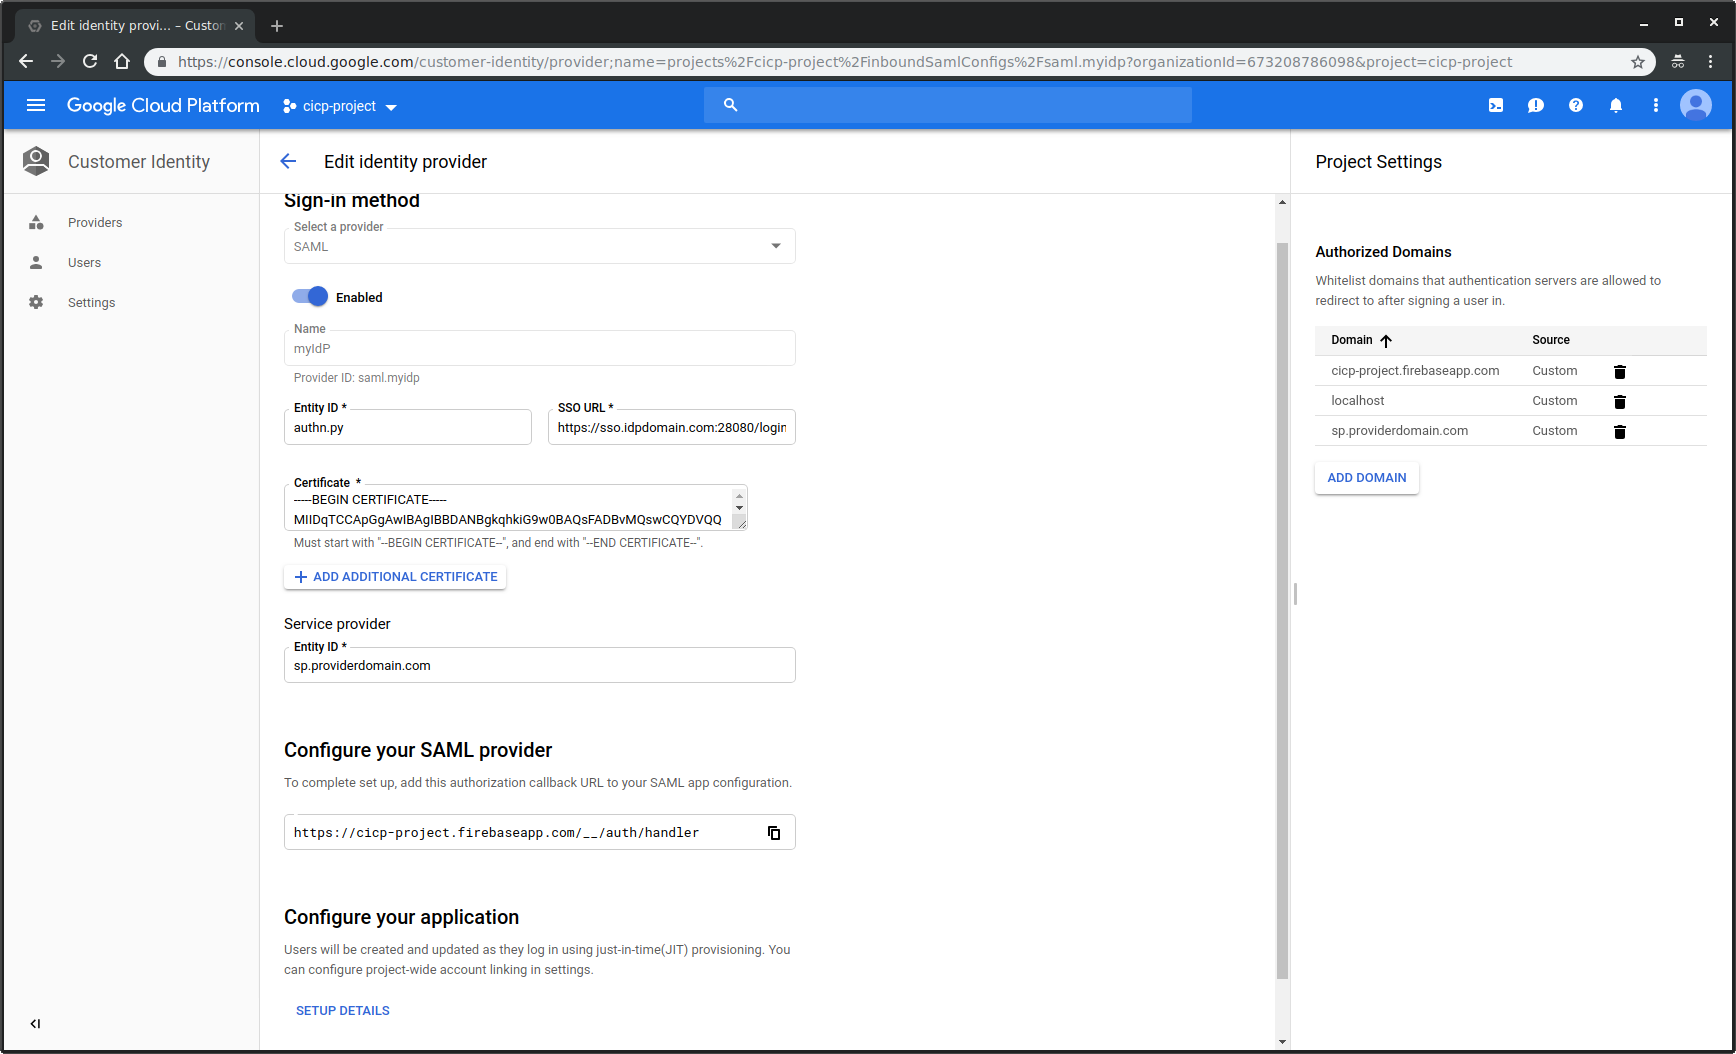 Edit identity provi... – Custon
https://console.cloud.google.com/customer-identity/provider;name=projects%2Fcicp-project%2FinboundSamlConfigs%2Fsaml.myidp?organizationId=673208786098&project=cicp-project
Google Cloud Platform
cicp-project
Customer Identity
Providers
Users
Settings
Edit identity provider
Sign-in method
Select a provider
SAML
Enabled
Name
myIdP
Provider ID: saml.myidp
Entity ID *
authn.py
SSO URL *
https://sso.idpdomain.com:28080/login
Certificate *
-----BEGIN CERTIFICATE-----
MIIDqTCCApGgAwIBAgIBBDANBgkqhkiG9w0BAQsFADBvMQswCQYDVQQ
Must start with "--BEGIN CERTIFICATE--", and end with "--END CERTIFICATE--".
ADD ADDITIONAL CERTIFICATE
Service provider
Entity ID *
sp.providerdomain.com
Configure your SAML provider
To complete set up, add this authorization callback URL to your SAML app configuration.
https://cicp-project.firebaseapp.com/__/auth/handler
Configure your application
Users will be created and updated as they log in using just-in-time(JIT) provisioning. You
can configure project-wide account linking in settings.
SETUP DETAILS
Project Settings
Authorized Domains
Whitelist domains that authentication servers are allowed to
redirect to after signing a user in.
Domain Source
cicp-project.firebaseapp.com Custom
localhost Custom
sp.providerdomain.com Custom
ADD DOMAIN